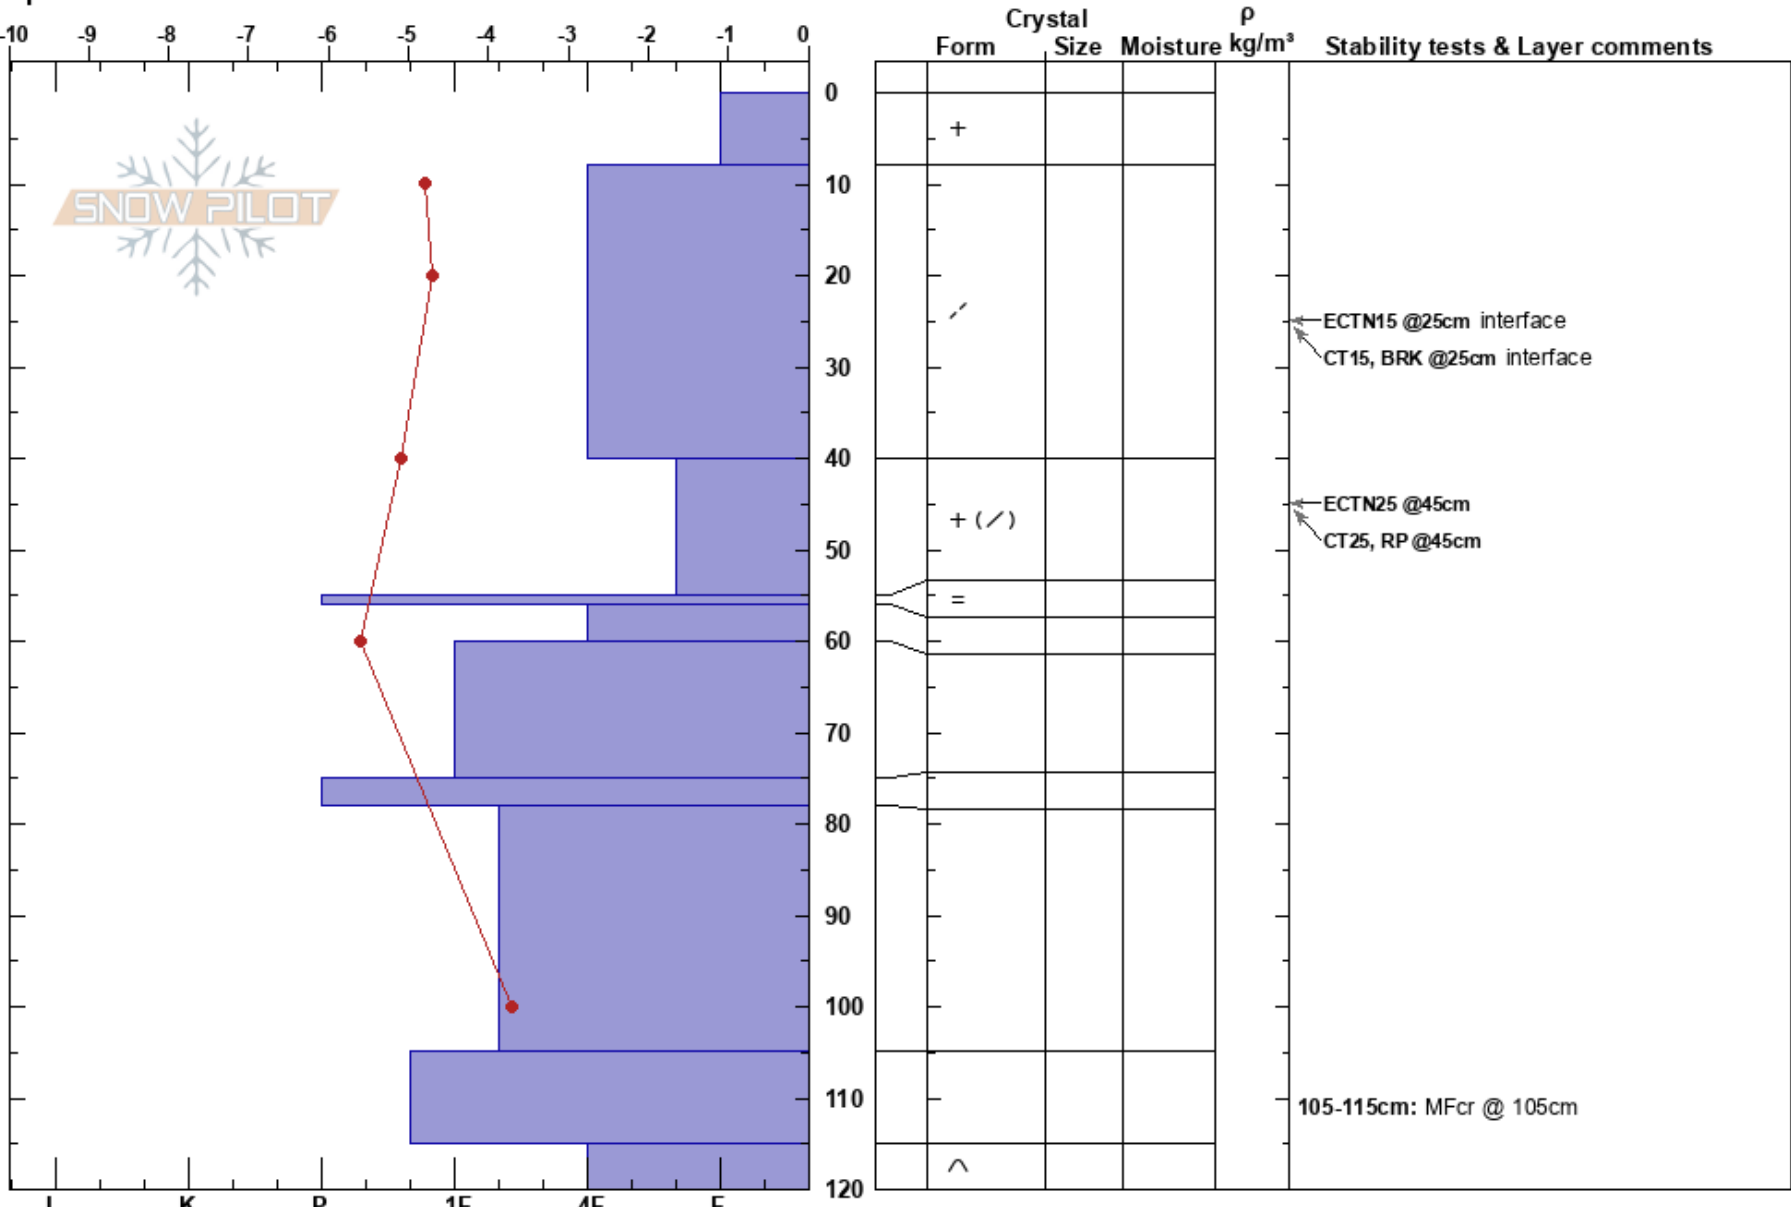 Crystal ρ
-10 -9 -8 -7 -6 -5 -4 -3 -2 -1 0 Form Size Moisture kg/m³ Stability tests & Layer comments
0
+
10
SNOW PILOT
20
ECTN15 @25cm interface
CT15, BRK @25cm interface
30
40
ECTN25 @45cm
+ (/)
CT25, RP @45cm
50
=
60
70
80
90
100
110
105-115cm: MFcr @ 105cm
^
120
I K P 1F 4F F